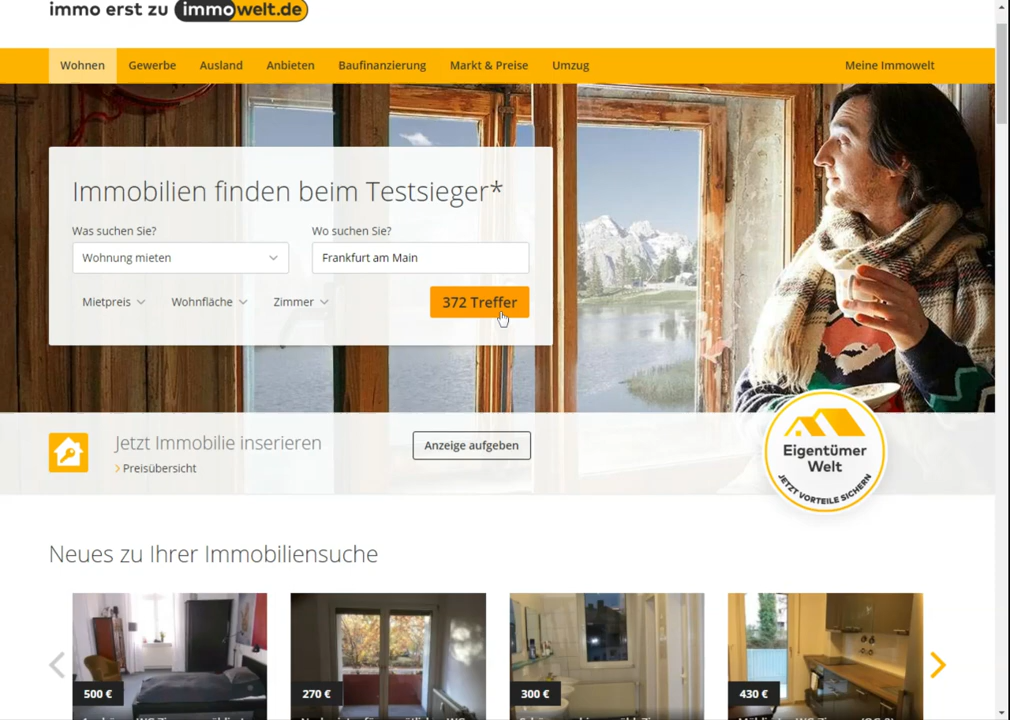 immo erst zu immowelt.de
Wohnen Gewerbe Ausland Anbieten Baufinanzierung Markt & Preise Umzug Meine Immowelt
Immobilien finden beim Testsieger*
Was suchen Sie? Wo suchen Sie?
Wohnung mieten Frankfurt am Main
Mietpreis Wohnfläche Zimmer 372 Treffer
Jetzt Immobilie inserieren Anzeige aufgeben
Preisübersicht
Eigentümer
Welt
JETZT VORTEILE SICHERN
Neues zu Ihrer Immobiliensuche
500 € 270 € 300 € 430 €